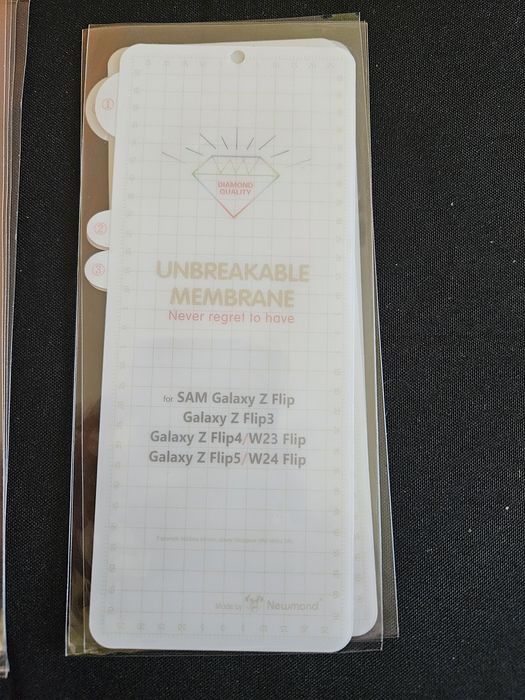 ①
②
③
DIAMOND
QUALITY
UNBREAKABLE
MEMBRANE
Never regret to have
for SAM Galaxy Z Flip
Galaxy Z Flip3
Galaxy Z Flip4/W23 Flip
Galaxy Z Flip5/W24 Flip
Made by Newmond